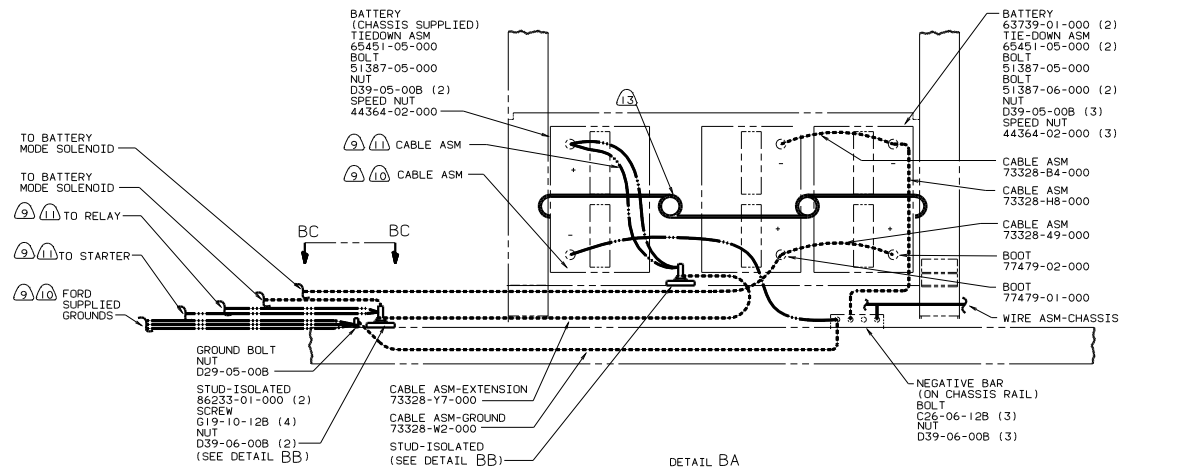 BATTERY
(CHASSIS SUPPLIED)
TIEDOWN ASM
65451-05-000
BOLT
51387-05-000
NUT
D39-05-00B (2)
SPEED NUT
44364-02-000
BATTERY
63739-01-000 (2)
TIE-DOWN ASM
65451-05-000 (2)
BOLT
51387-05-000
BOLT
51387-06-000 (2)
NUT
D39-05-00B (3)
SPEED NUT
44364-02-000 (3)
13
TO BATTERY
MODE SOLENOID
9 11 CABLE ASM
9 10 CABLE ASM
CABLE ASM
73328-B4-000
CABLE ASM
73328-H8-000
TO BATTERY
MODE SOLENOID
9 11 TO RELAY
BC BC
CABLE ASM
73328-49-000
9 11 TO STARTER
BOOT
77479-02-000
9 10 FORD
SUPPLIED
GROUNDS
BOOT
77479-01-000
WIRE ASM-CHASSIS
+ - - - + +
GROUND BOLT
NUT
D29-05-00B
STUD-ISOLATED
86233-01-000 (2)
SCREW
G19-10-12B (4)
NUT
D39-06-00B (2)
(SEE DETAIL BB)
CABLE ASM-EXTENSION
73328-Y7-000
CABLE ASM-GROUND
73328-W2-000
STUD-ISOLATED
(SEE DETAIL BB)
NEGATIVE BAR
(ON CHASSIS RAIL)
BOLT
C26-06-12B (3)
NUT
D39-06-00B (3)
DETAIL BA